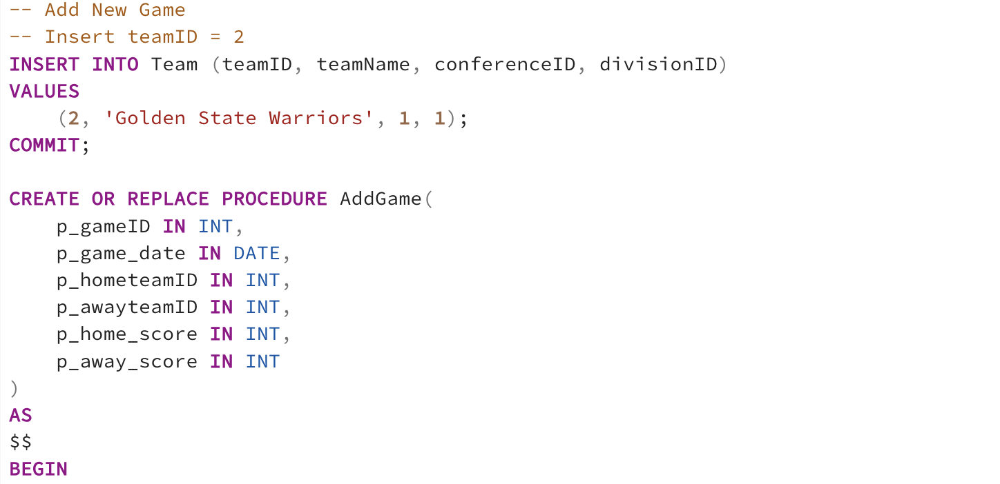 -- Add New Game
-- Insert teamID = 2
INSERT INTO Team (teamID, teamName, conferenceID, divisionID)
VALUES
    (2, 'Golden State Warriors', 1, 1);
COMMIT;

CREATE OR REPLACE PROCEDURE AddGame(
    p_gameID IN INT,
    p_game_date IN DATE,
    p_hometeamID IN INT,
    p_awayteamID IN INT,
    p_home_score IN INT,
    p_away_score IN INT
)
AS
$$
BEGIN